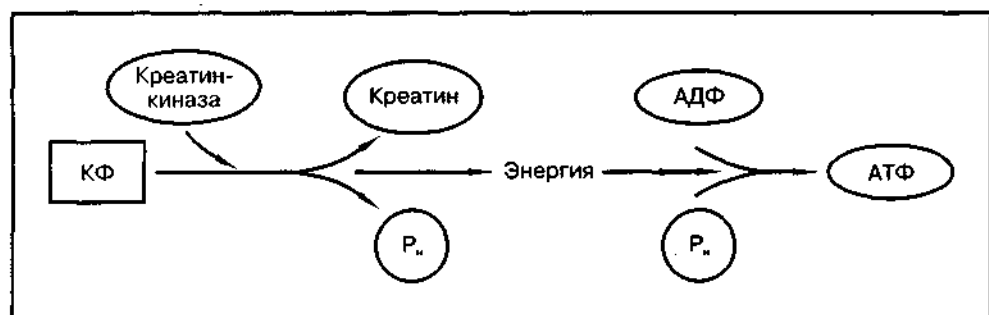 Креатин-
киназа
Креатин
АДФ
КФ
Энергия
АТФ
Pн
Pн